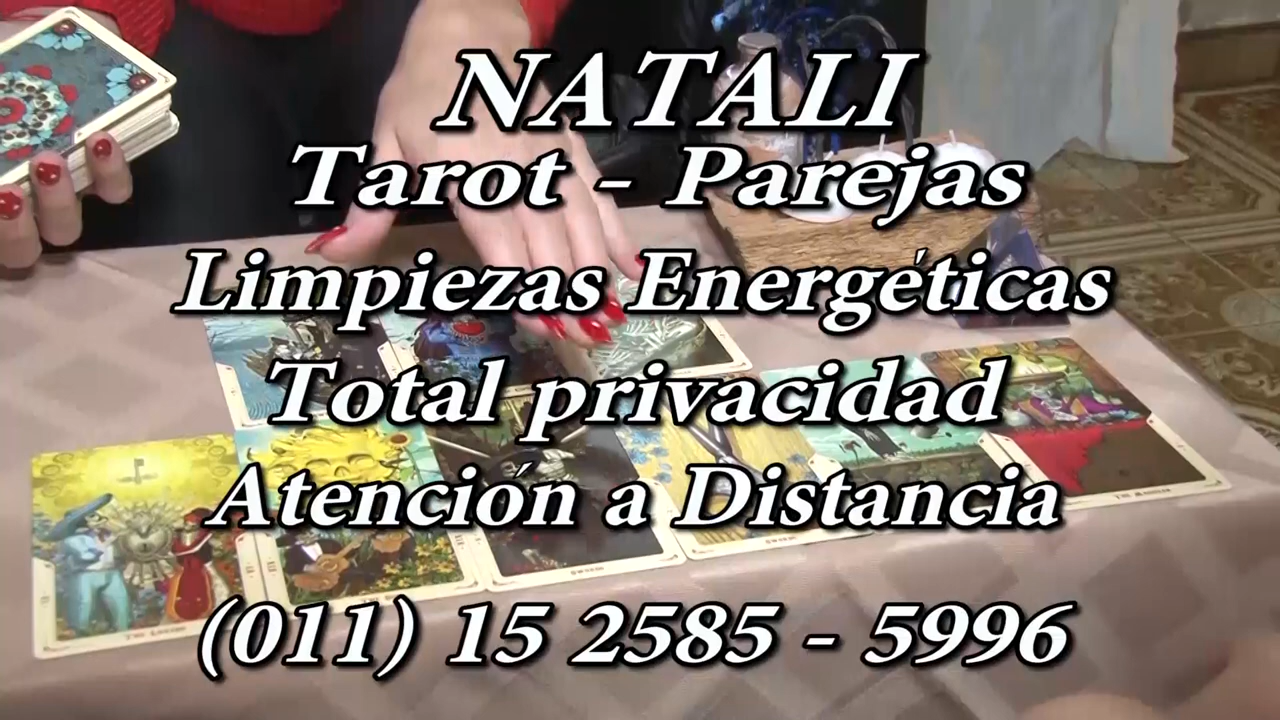 NATALI
Tarot - Parejas
Limpiezas Energéticas
Total privacidad
Atención a Distancia
(011) 15 2585 - 5996